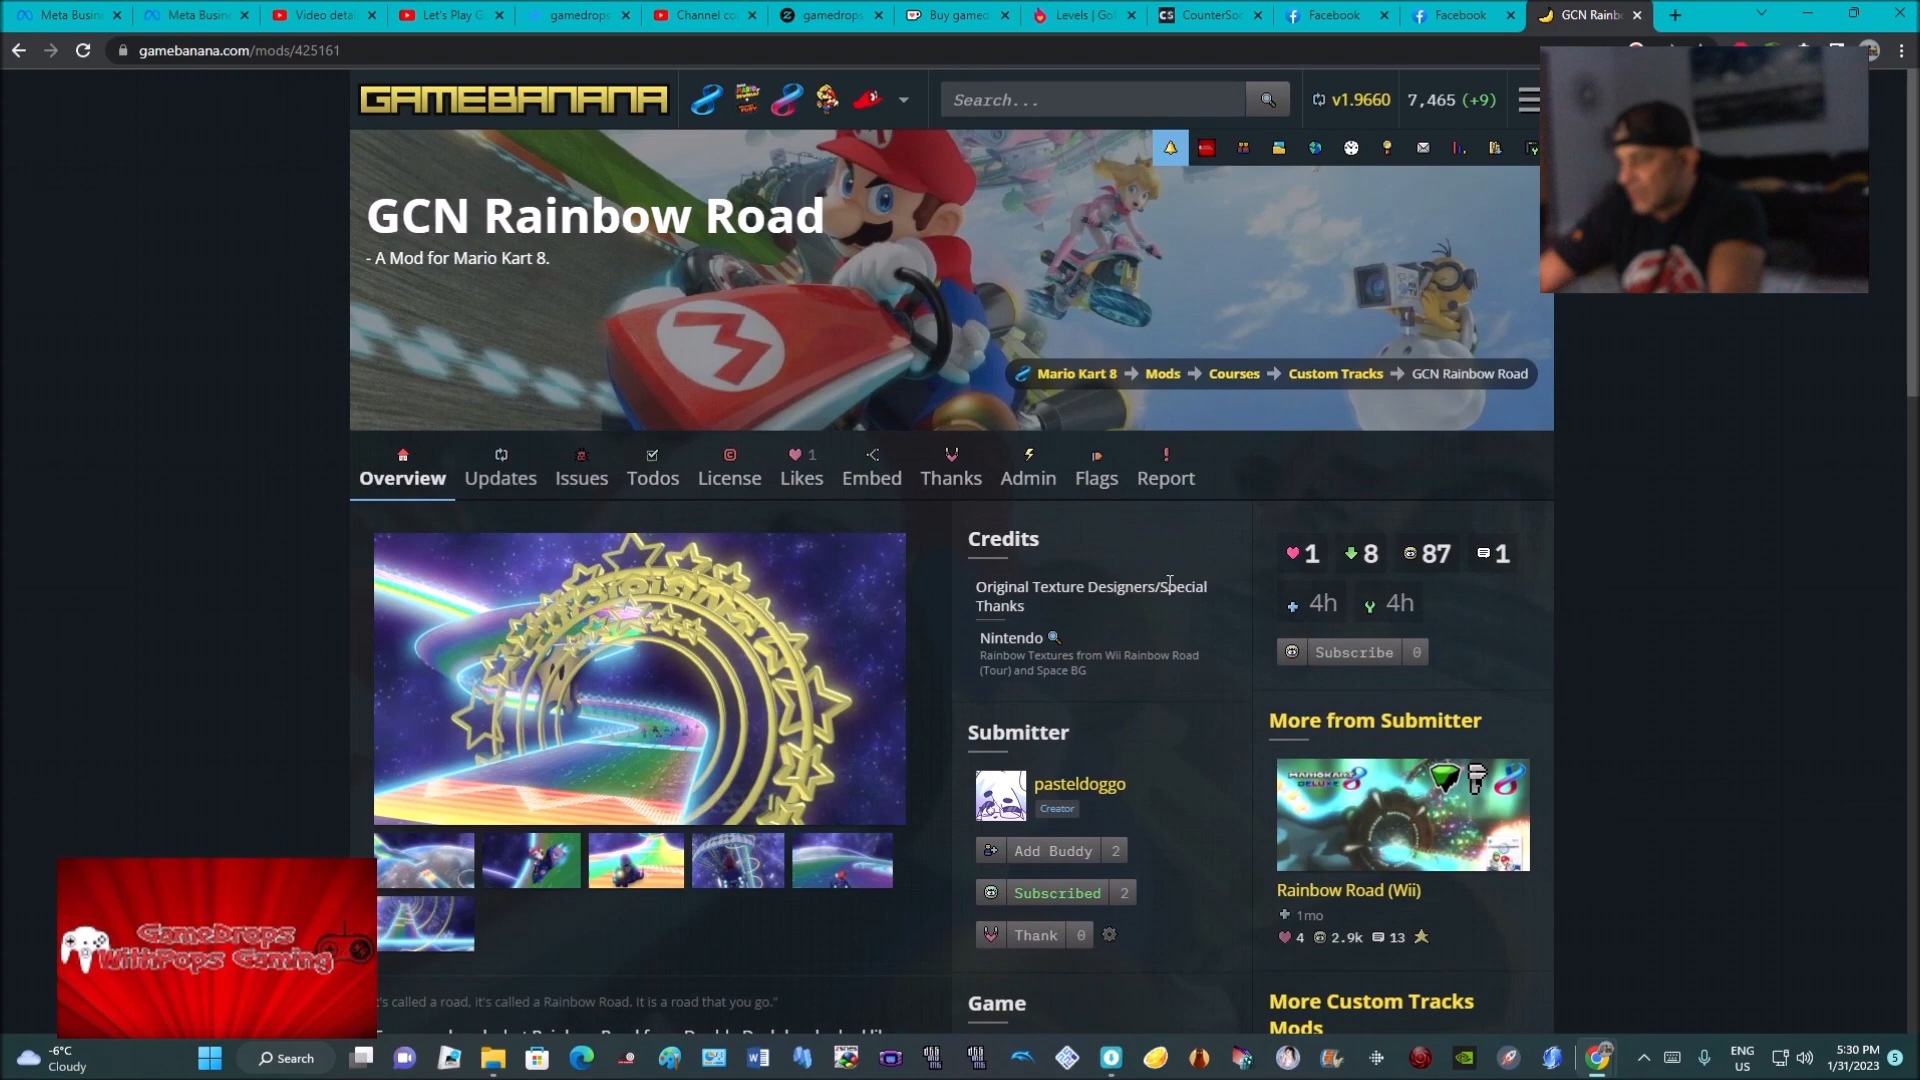 Meta Busin
Meta Busin
Video detai
Let's Play G
gamedrops
Channel co
gamedrops
Buy gamed
Levels | Gol
CounterSoc
Facebook
Facebook
GCN Rainb
gamebanana.com/mods/425161
GAMEBANANA
Search...
v1.9660
7,465 (+9)
GCN Rainbow Road
- A Mod for Mario Kart 8.
Mario Kart 8
Mods
Courses
Custom Tracks
GCN Rainbow Road
1
Overview
Updates
Issues
Todos
License
Likes
Embed
Thanks
Admin
Flags
Report
Credits
Original Texture Designers/Special
Thanks
Nintendo
Rainbow Textures from Wii Rainbow Road
(Tour) and Space BG
Submitter
pasteldoggo
Creator
Add Buddy 2
Subscribed 2
Thank 0
Game
1 8 87 1
4h 4h
Subscribe 0
More from Submitter
MARIOKART 8
DELUXE
Rainbow Road (Wii)
1mo
4 2.9k 13
More Custom Tracks
Mods
's called a road, it's called a Rainbow Road. It is a road that you go."
GameDrops
WithPops Gaming
-6°C
Cloudy
Search
ENG
US
5:30 PM
1/31/2023
5